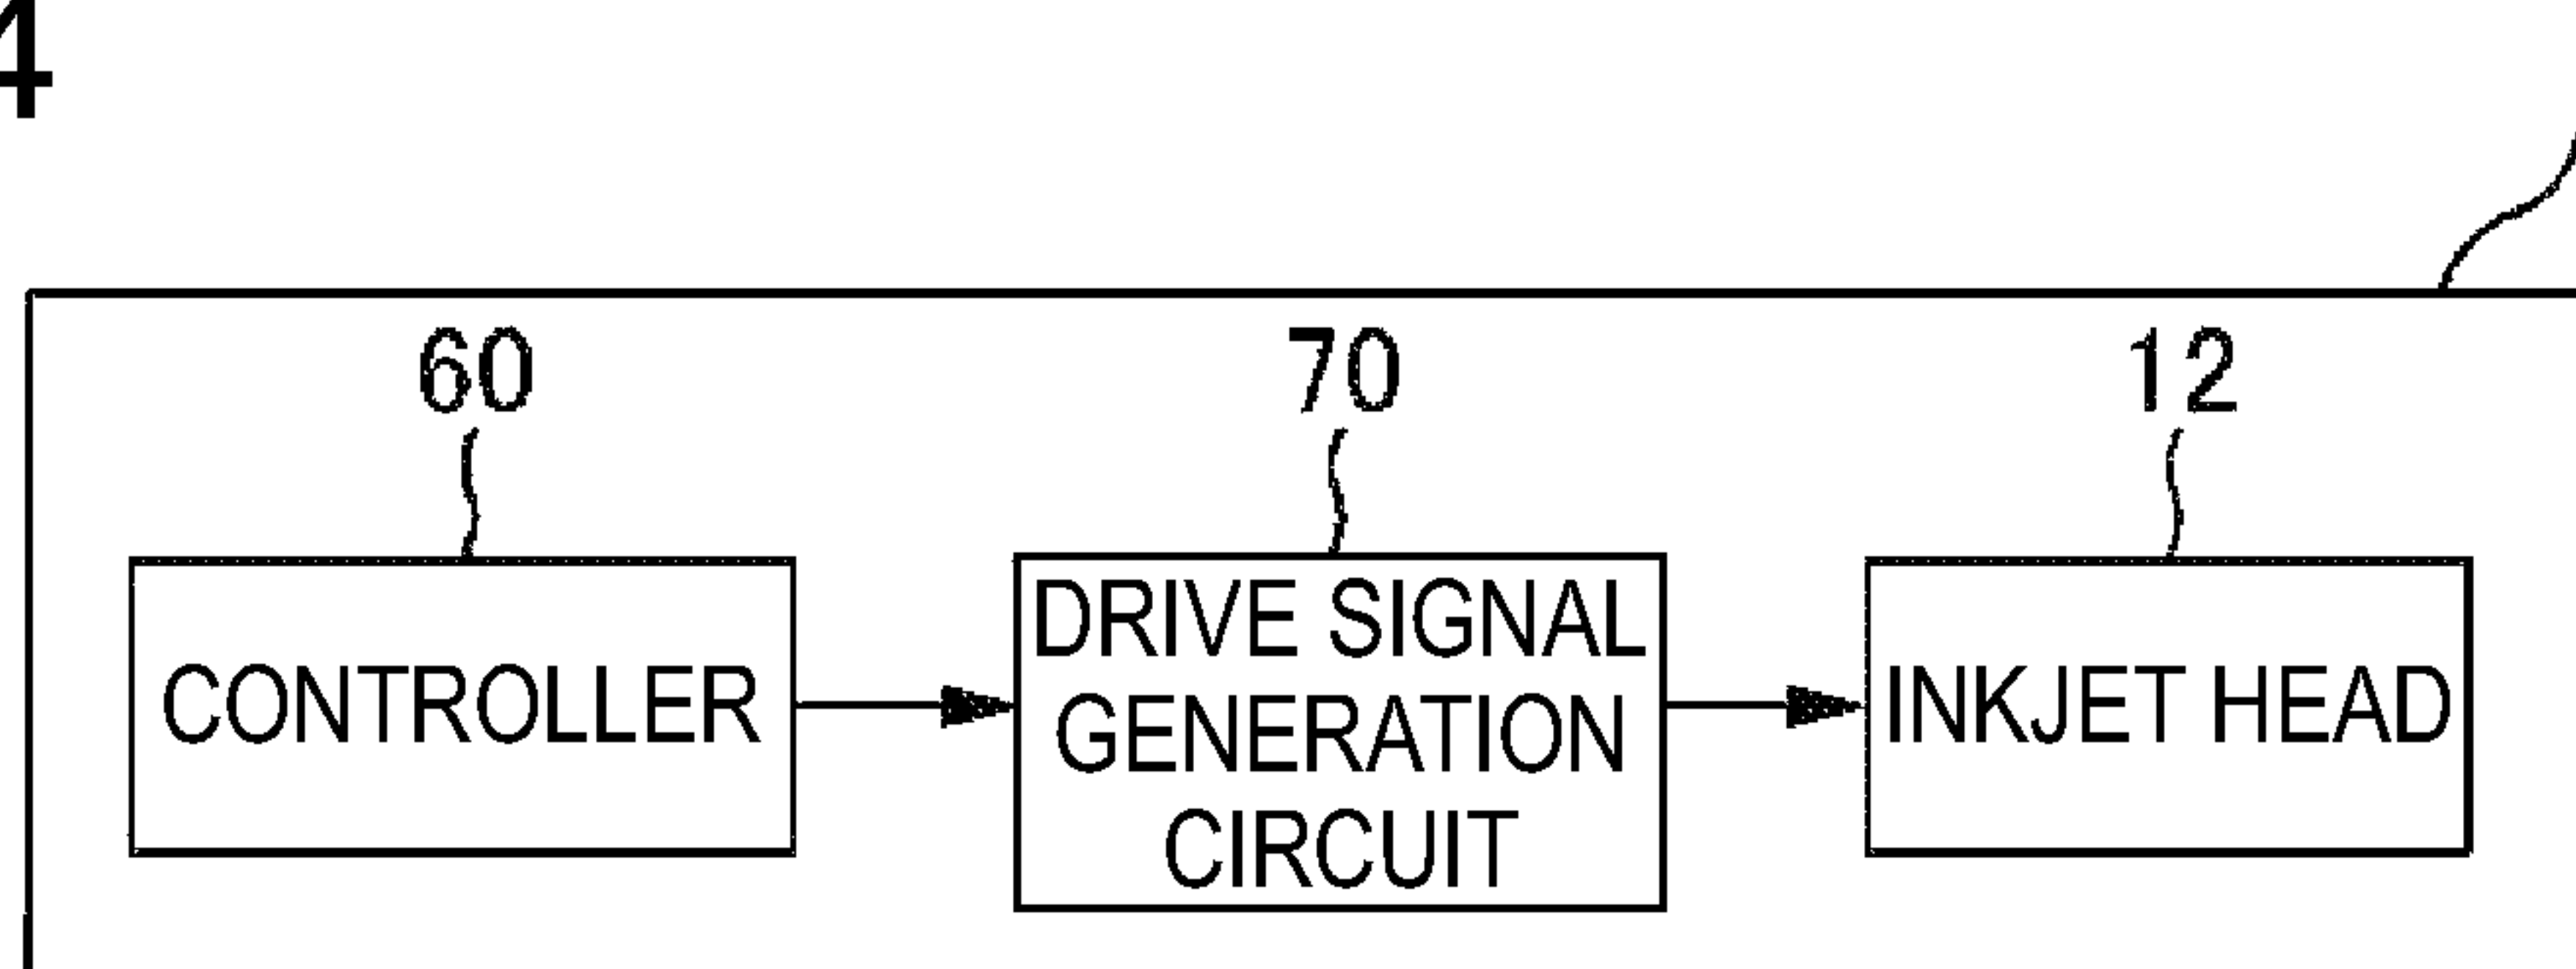 4
60
70
12
CONTROLLER
DRIVE SIGNAL
GENERATION
CIRCUIT
INKJET HEAD